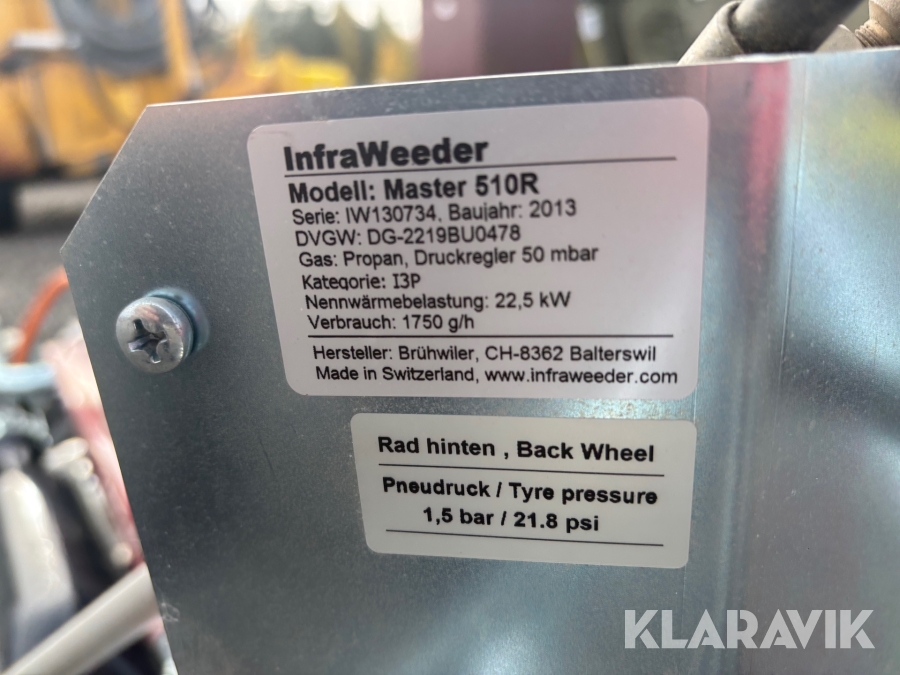 InfraWeeder
Modell: Master 510R
Serie: IW130734, Baujahr: 2013
DVGW: DG-2219BU0478
Gas: Propan, Druckregler 50 mbar
Kategorie: I3P
Nennwärmebelastung: 22,5 kW
Verbrauch: 1750 g/h
Hersteller: Brühwiler, CH-8362 Balterswil
Made in Switzerland, www.infraweeder.com
Rad hinten , Back Wheel
Pneudruck / Tyre pressure
1,5 bar / 21.8 psi
KLARAVIK